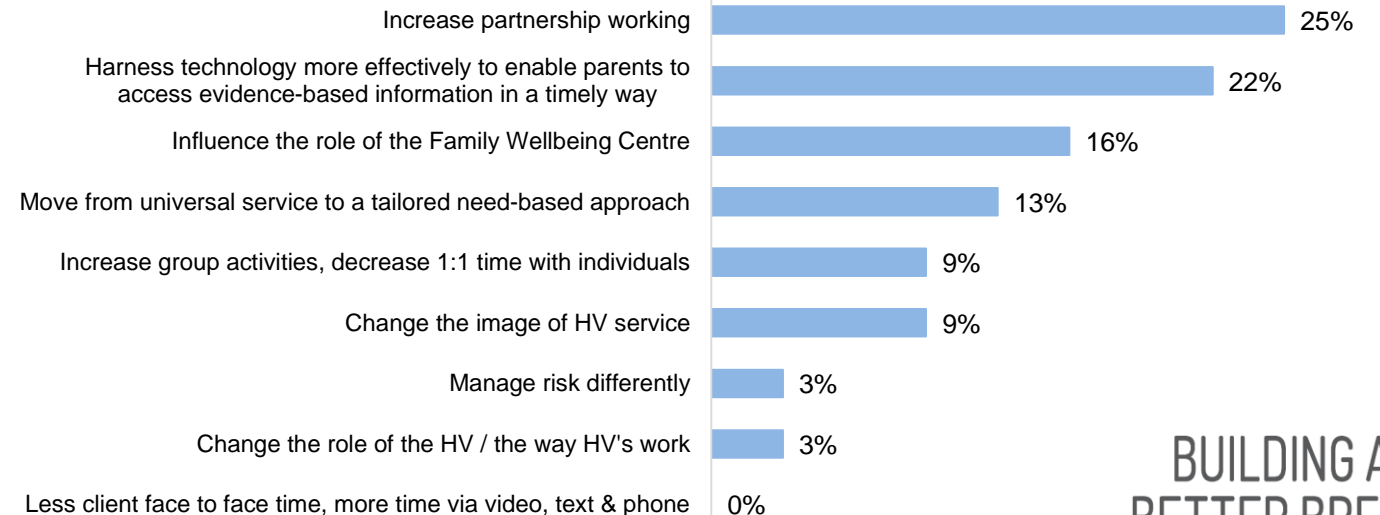 Increase partnership working 25%
Harness technology more effectively to enable parents to
access evidence-based information in a timely way 22%
Influence the role of the Family Wellbeing Centre 16%
Move from universal service to a tailored need-based approach 13%
Increase group activities, decrease 1:1 time with individuals 9%
Change the image of HV service 9%
Manage risk differently 3%
Change the role of the HV / the way HV's work 3%
Less client face to face time, more time via video, text & phone 0%
BUILDING A
BETTER